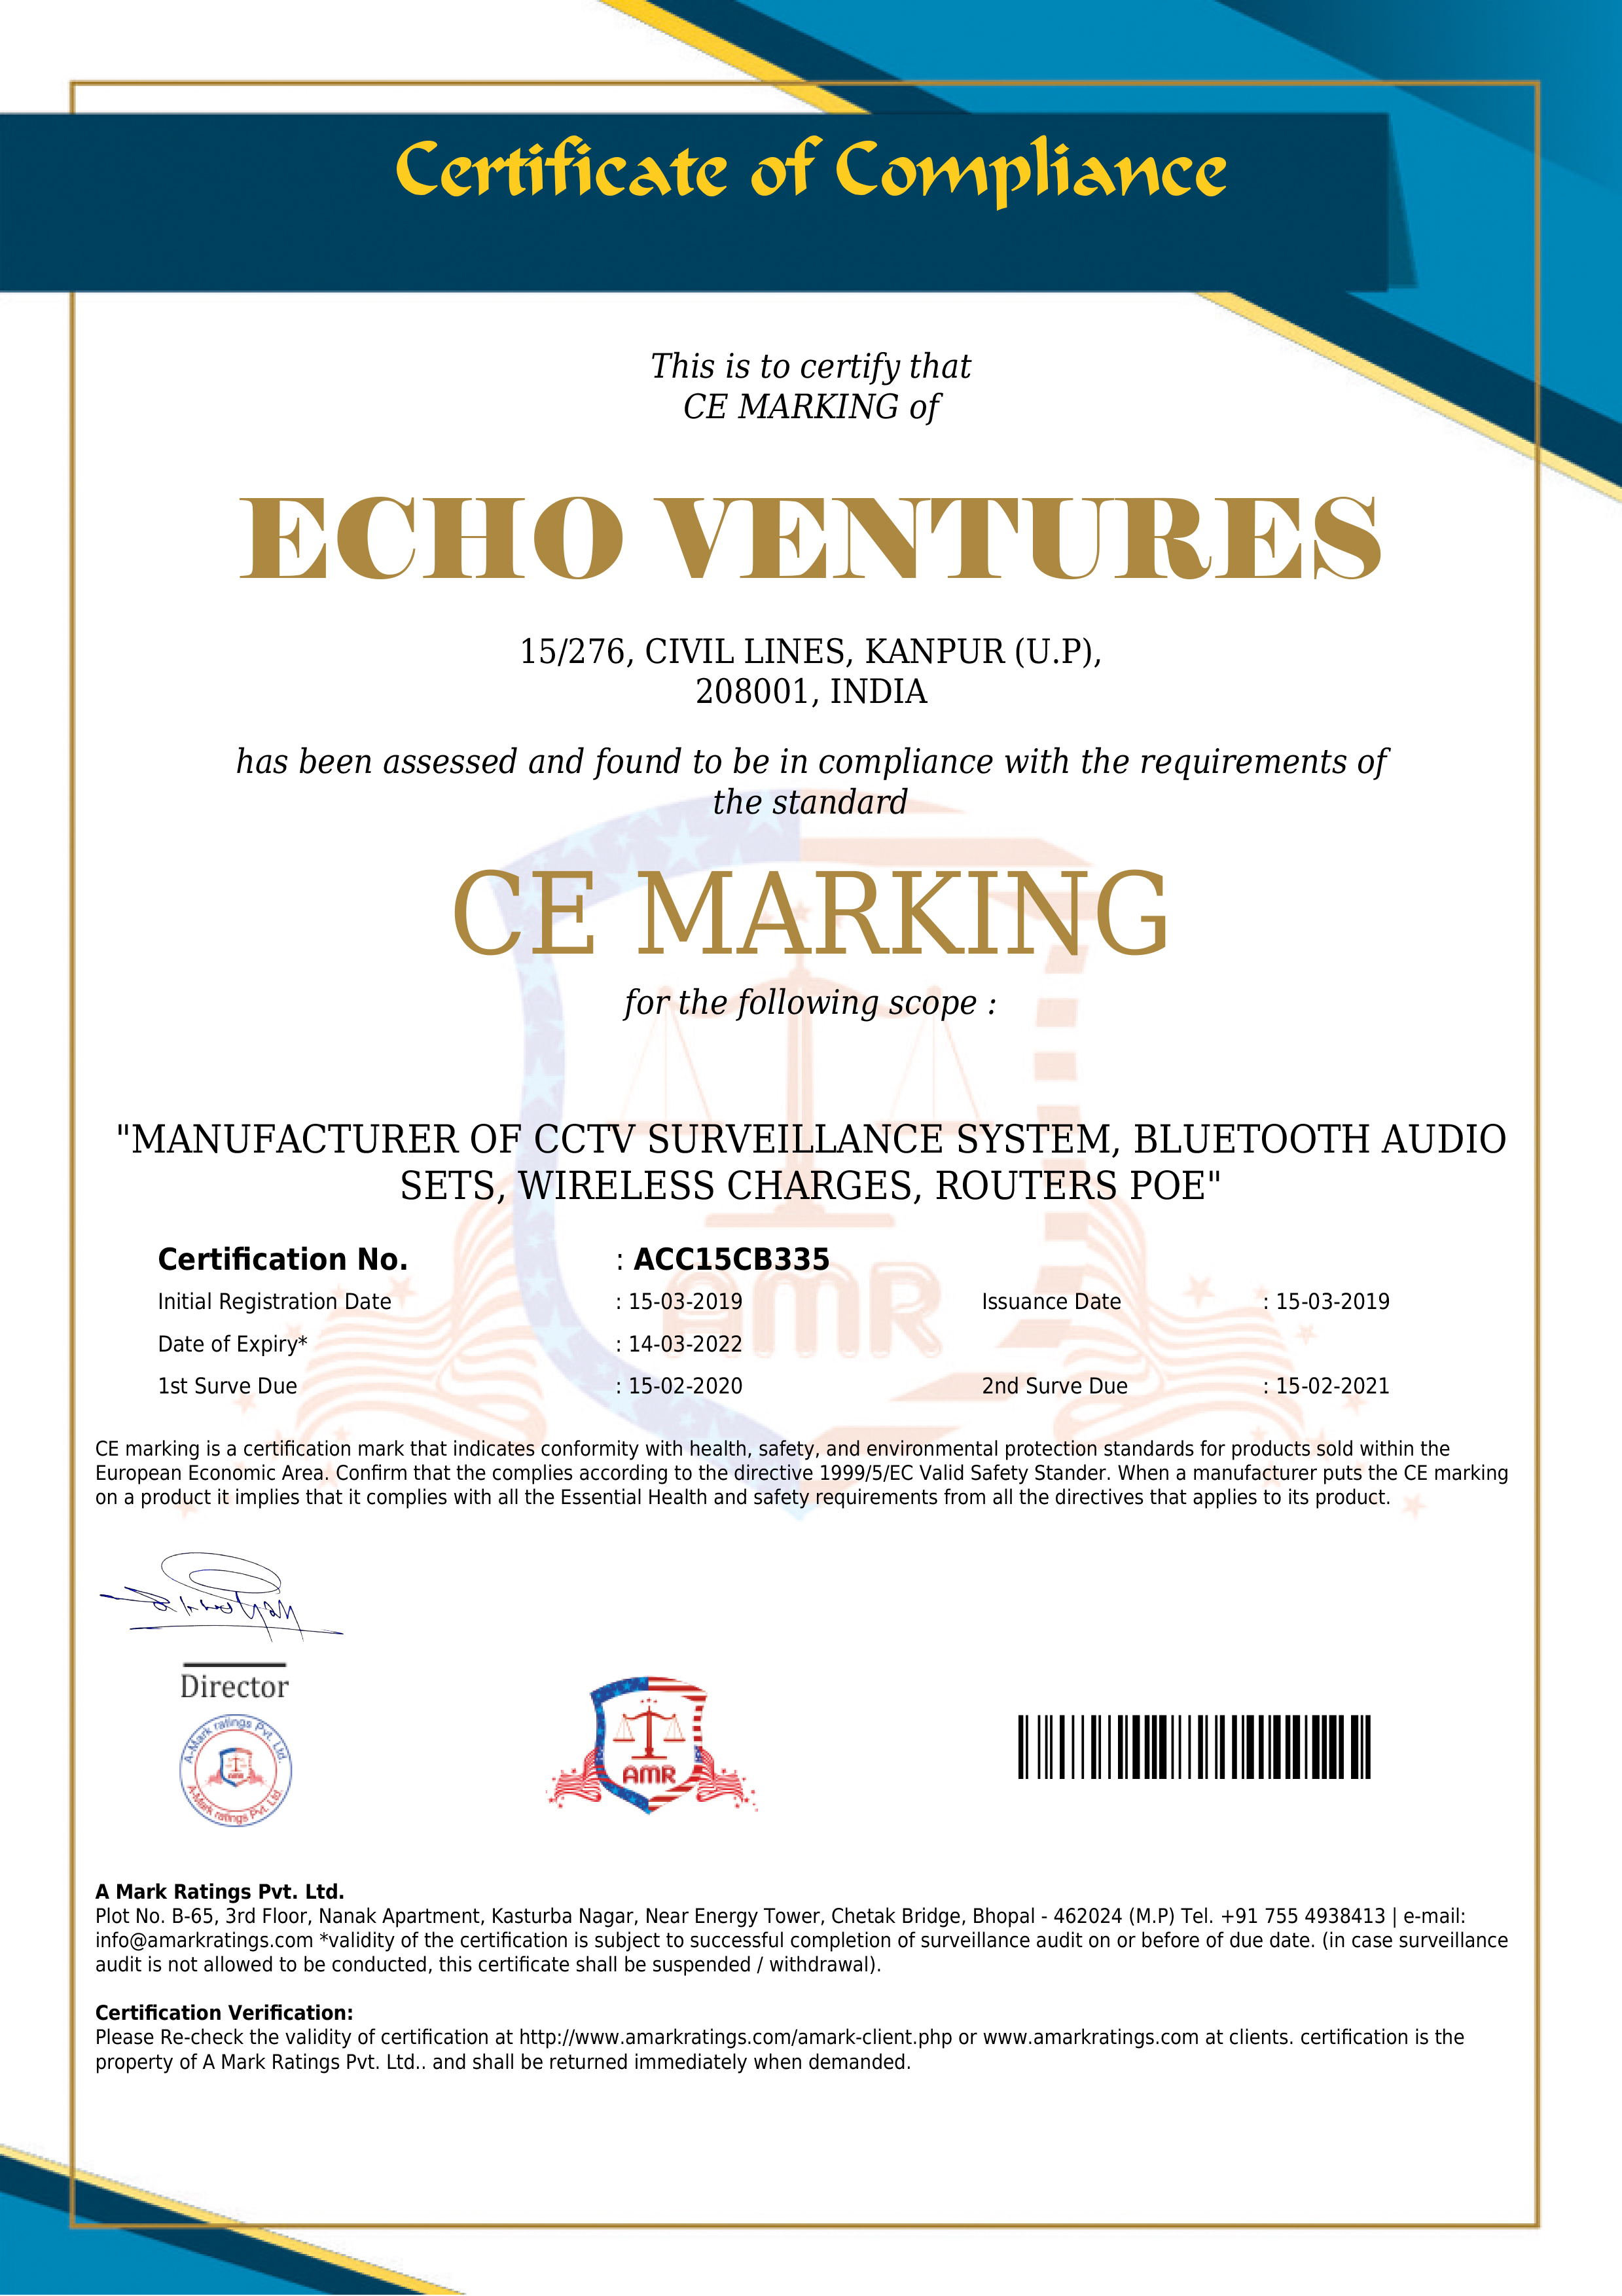 Certificate of Compliance
This is to certify that
CE MARKING of
ECHO VENTURES
15/276, CIVIL LINES, KANPUR (U.P),
208001, INDIA
has been assessed and found to be in compliance with the requirements of
the standard
CE MARKING
for the following scope :
"MANUFACTURER OF CCTV SURVEILLANCE SYSTEM, BLUETOOTH AUDIO
SETS, WIRELESS CHARGES, ROUTERS POE"
Certification No. : ACC15CB335
Initial Registration Date : 15-03-2019 Issuance Date : 15-03-2019
Date of Expiry* : 14-03-2022
1st Surve Due : 15-02-2020 2nd Surve Due : 15-02-2021
AMR
CE marking is a certification mark that indicates conformity with health, safety, and environmental protection standards for products sold within the
European Economic Area. Confirm that the complies according to the directive 1999/5/EC Valid Safety Stander. When a manufacturer puts the CE marking
on a product it implies that it complies with all the Essential Health and safety requirements from all the directives that applies to its product.
Director
A-Mark ratings Pvt. Ltd.
A-Mark ratings Pvt. Ltd.
AMR
AMR
A Mark Ratings Pvt. Ltd.
Plot No. B-65, 3rd Floor, Nanak Apartment, Kasturba Nagar, Near Energy Tower, Chetak Bridge, Bhopal - 462024 (M.P) Tel. +91 755 4938413 | e-mail:
info@amarkratings.com *validity of the certification is subject to successful completion of surveillance audit on or before of due date. (in case surveillance
audit is not allowed to be conducted, this certificate shall be suspended / withdrawal).
Certification Verification:
Please Re-check the validity of certification at http://www.amarkratings.com/amark-client.php or www.amarkratings.com at clients. certification is the
property of A Mark Ratings Pvt. Ltd.. and shall be returned immediately when demanded.